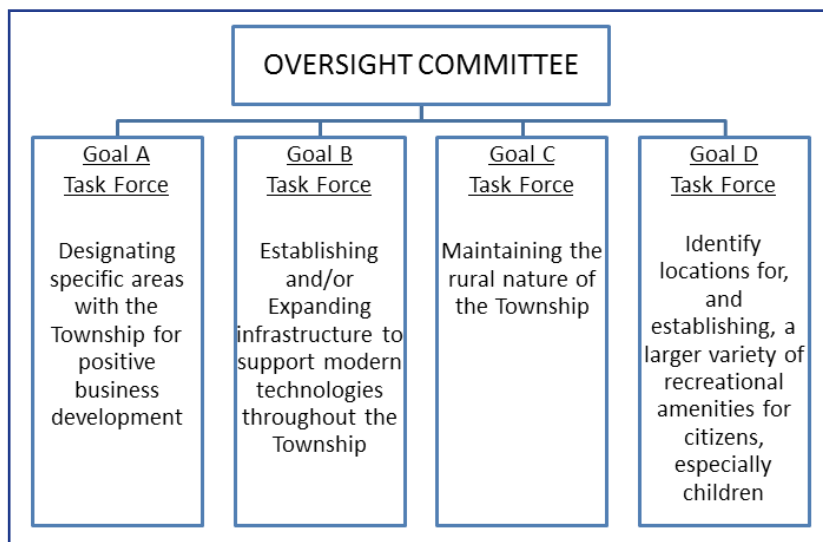 OVERSIGHT COMMITTEE
Goal A
Task Force
Designating
specific areas
with the
Township for
positive
business
development
Goal B
Task Force
Establishing
and/or
Expanding
infrastructure to
support modern
technologies
throughout the
Township
Goal C
Task Force
Maintaining the
rural nature of
the Township
Goal D
Task Force
Identify
locations for,
and
establishing, a
larger variety of
recreational
amenities for
citizens,
especially
children